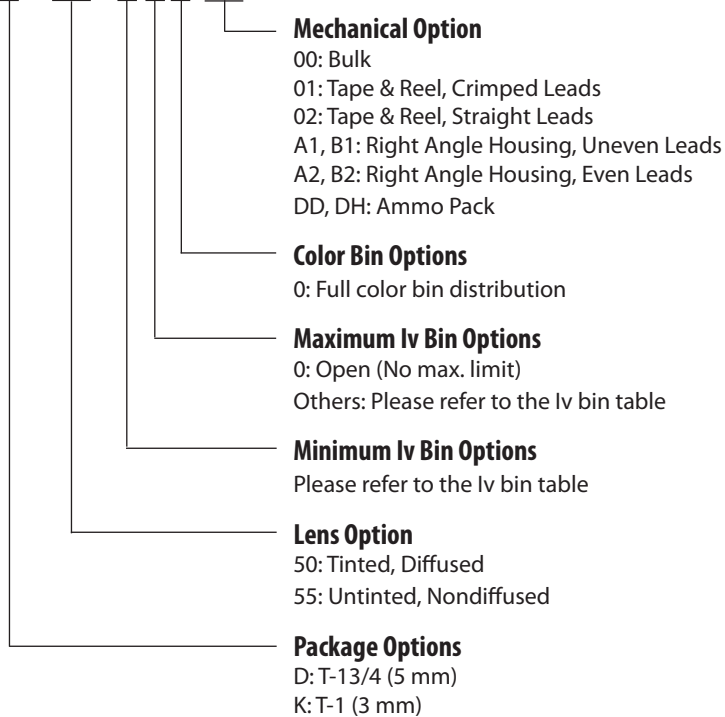 Mechanical Option
00: Bulk
01: Tape & Reel, Crimped Leads
02: Tape & Reel, Straight Leads
A1, B1: Right Angle Housing, Uneven Leads
A2, B2: Right Angle Housing, Even Leads
DD, DH: Ammo Pack
Color Bin Options
0: Full color bin distribution
Maximum Iv Bin Options
0: Open (No max. limit)
Others: Please refer to the Iv bin table
Minimum Iv Bin Options
Please refer to the Iv bin table
Lens Option
50: Tinted, Diffused
55: Untinted, Nondiffused
Package Options
D: T-13/4 (5 mm)
K: T-1 (3 mm)